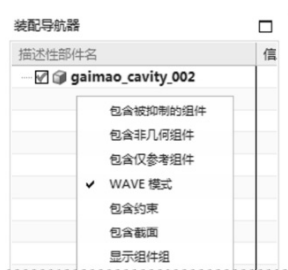 装配导航器
描述性部件名 信
gaimao_cavity_002
包含被抑制的组件
包含非几何组件
包含仅参考组件
WAVE 模式
包含约束
包含截面
显示组件组